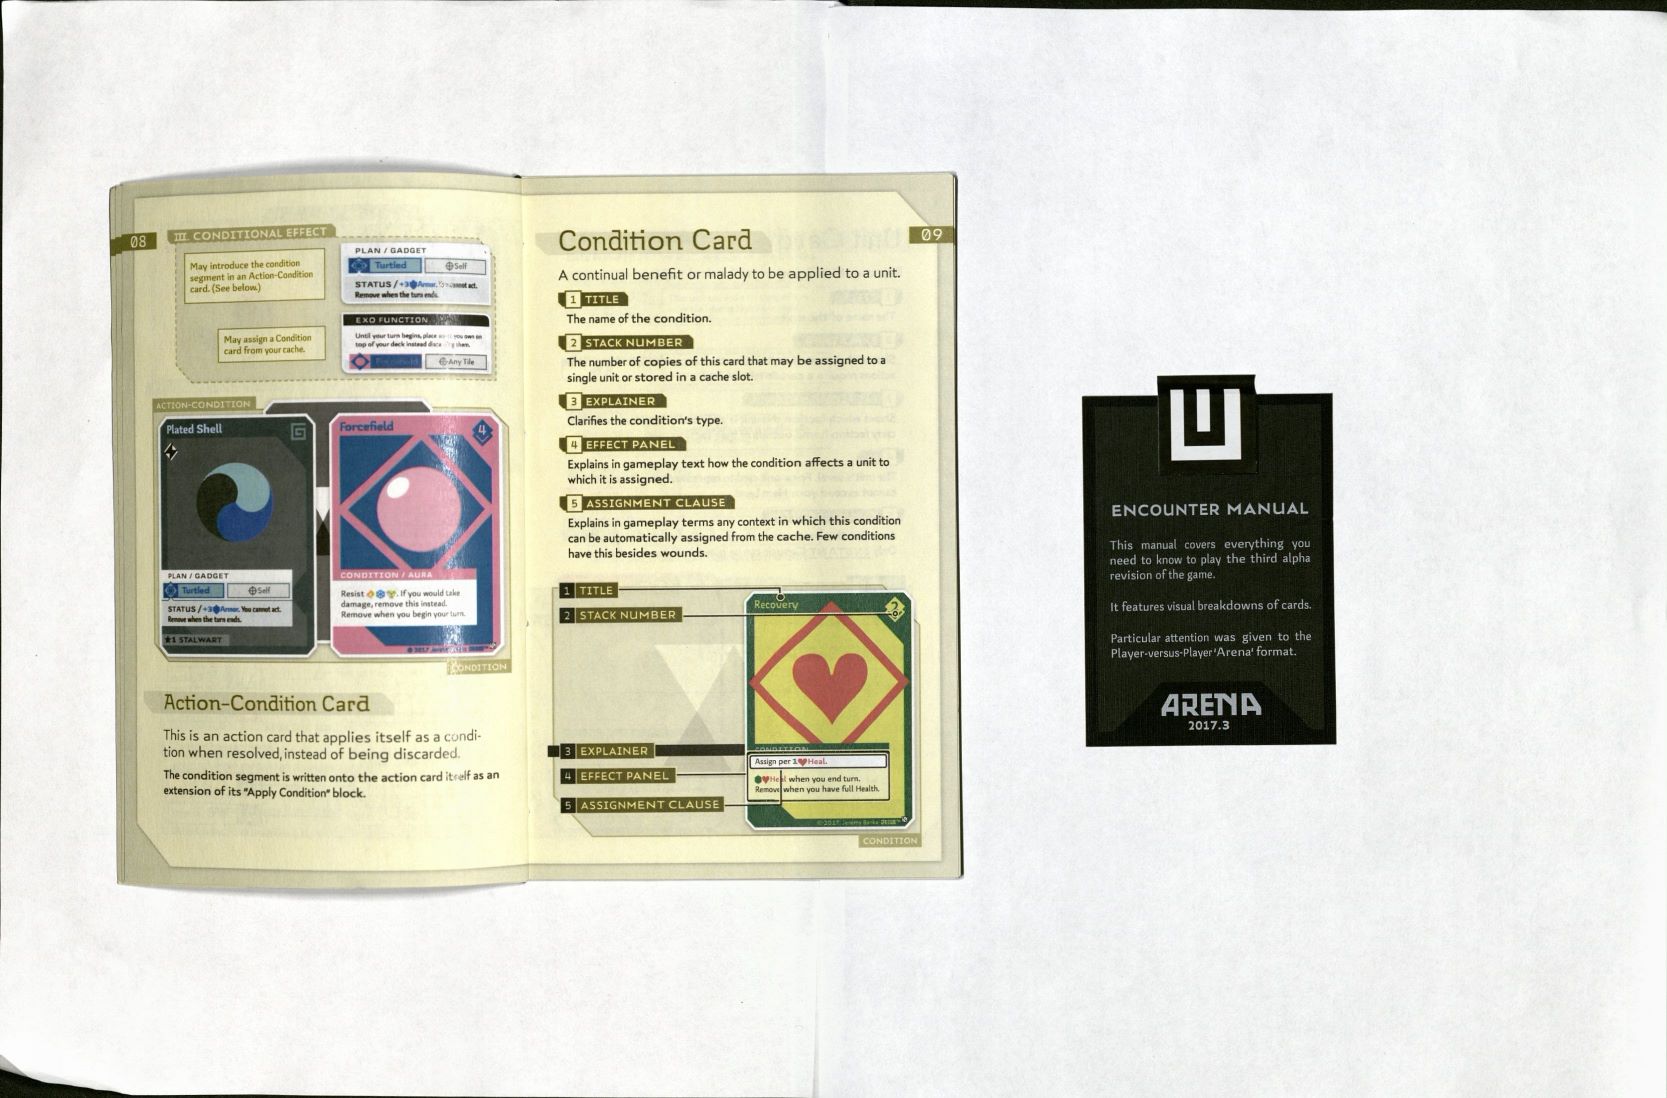 08
III. CONDITIONAL EFFECT
May introduce the condition
segment in an Action-Condition
card. (See below.)
PLAN / GADGET
Turtled
Self
STATUS / +3 Armor. You cannot act.
Remove when the turn ends.
May assign a Condition
card from your cache.
EXO FUNCTION
Until your turn begins, place
you own on
top of your deck instead
them.
Forcefield
Any Tile
ACTION-CONDITION
Plated Shell
PLAN / GADGET
Turtled
Self
STATUS / +3 Armor. You cannot act.
Remove when the turn ends.
★1 STALWART
Forcefield
4
CONDITION / AURA
Resist . If you would take
damage, remove this instead.
Remove when you begin your turn.
© 2017
CONDITION
Action-Condition Card
This is an action card that applies itself as a condi-
tion when resolved, instead of being discarded.
The condition segment is written onto the action card itself as an
extension of its "Apply Condition" block.
09
Condition Card
A continual benefit or malady to be applied to a unit.
1 TITLE
The name of the condition.
2 STACK NUMBER
The number of copies of this card that may be assigned to a
single unit or stored in a cache slot.
3 EXPLAINER
Clarifies the condition's type.
4 EFFECT PANEL
Explains in gameplay text how the condition affects a unit to
which it is assigned.
5 ASSIGNMENT CLAUSE
Explains in gameplay terms any context in which this condition
can be automatically assigned from the cache. Few conditions
have this besides wounds.
1 TITLE
2 STACK NUMBER
3 EXPLAINER
4 EFFECT PANEL
5 ASSIGNMENT CLAUSE
Recovery
2
CONDITION
Assign per 1 Heal.
Heal when you end turn.
Remove when you have full Health.
© 2017 Jeremy
CONDITION
ENCOUNTER MANUAL
This manual covers everything you
need to know to play the third alpha
revision of the game.
It features visual breakdowns of cards.
Particular attention was given to the
Player-versus-Player 'Arena' format.
ARENA
2017.3